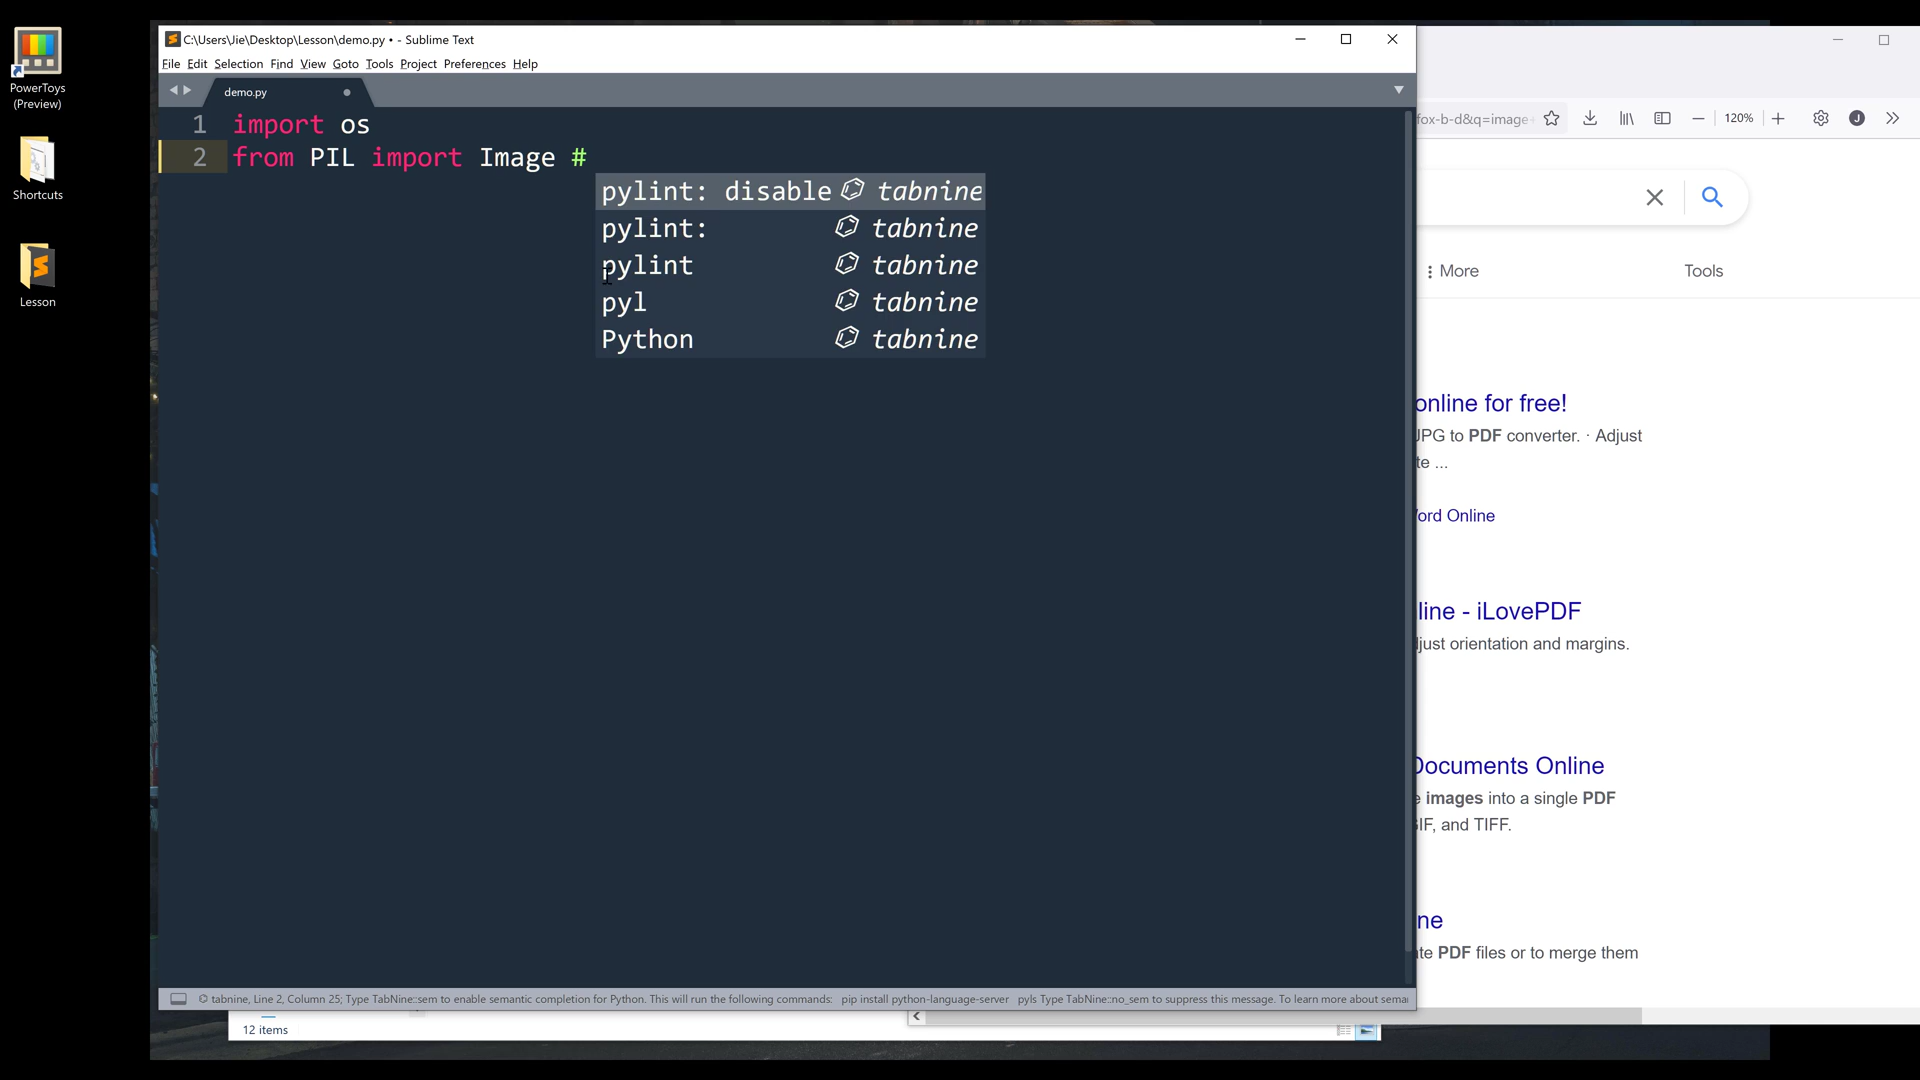 PowerToys
(Preview)
Shortcuts
Lesson
C:\Users\Jie\Desktop\Lesson\demo.py • - Sublime Text
File Edit Selection Find View Goto Tools Project Preferences Help
demo.py
1 import os
2 from PIL import Image #
pylint: disable tabnine
pylint: tabnine
pylint tabnine
pyl tabnine
Python tabnine
tabnine, Line 2, Column 25; Type TabNine::sem to enable semantic completion for Python. This will run the following commands: pip install python-language-server pyls Type TabNine::no_sem to suppress this message. To learn more about semar
12 items
fox-b-d&q=image+
120%
J
More
Tools
online for free!
JPG to PDF converter. · Adjust
te ...
ord Online
line - iLovePDF
just orientation and margins.
Documents Online
e images into a single PDF
GIF, and TIFF.
ne
te PDF files or to merge them